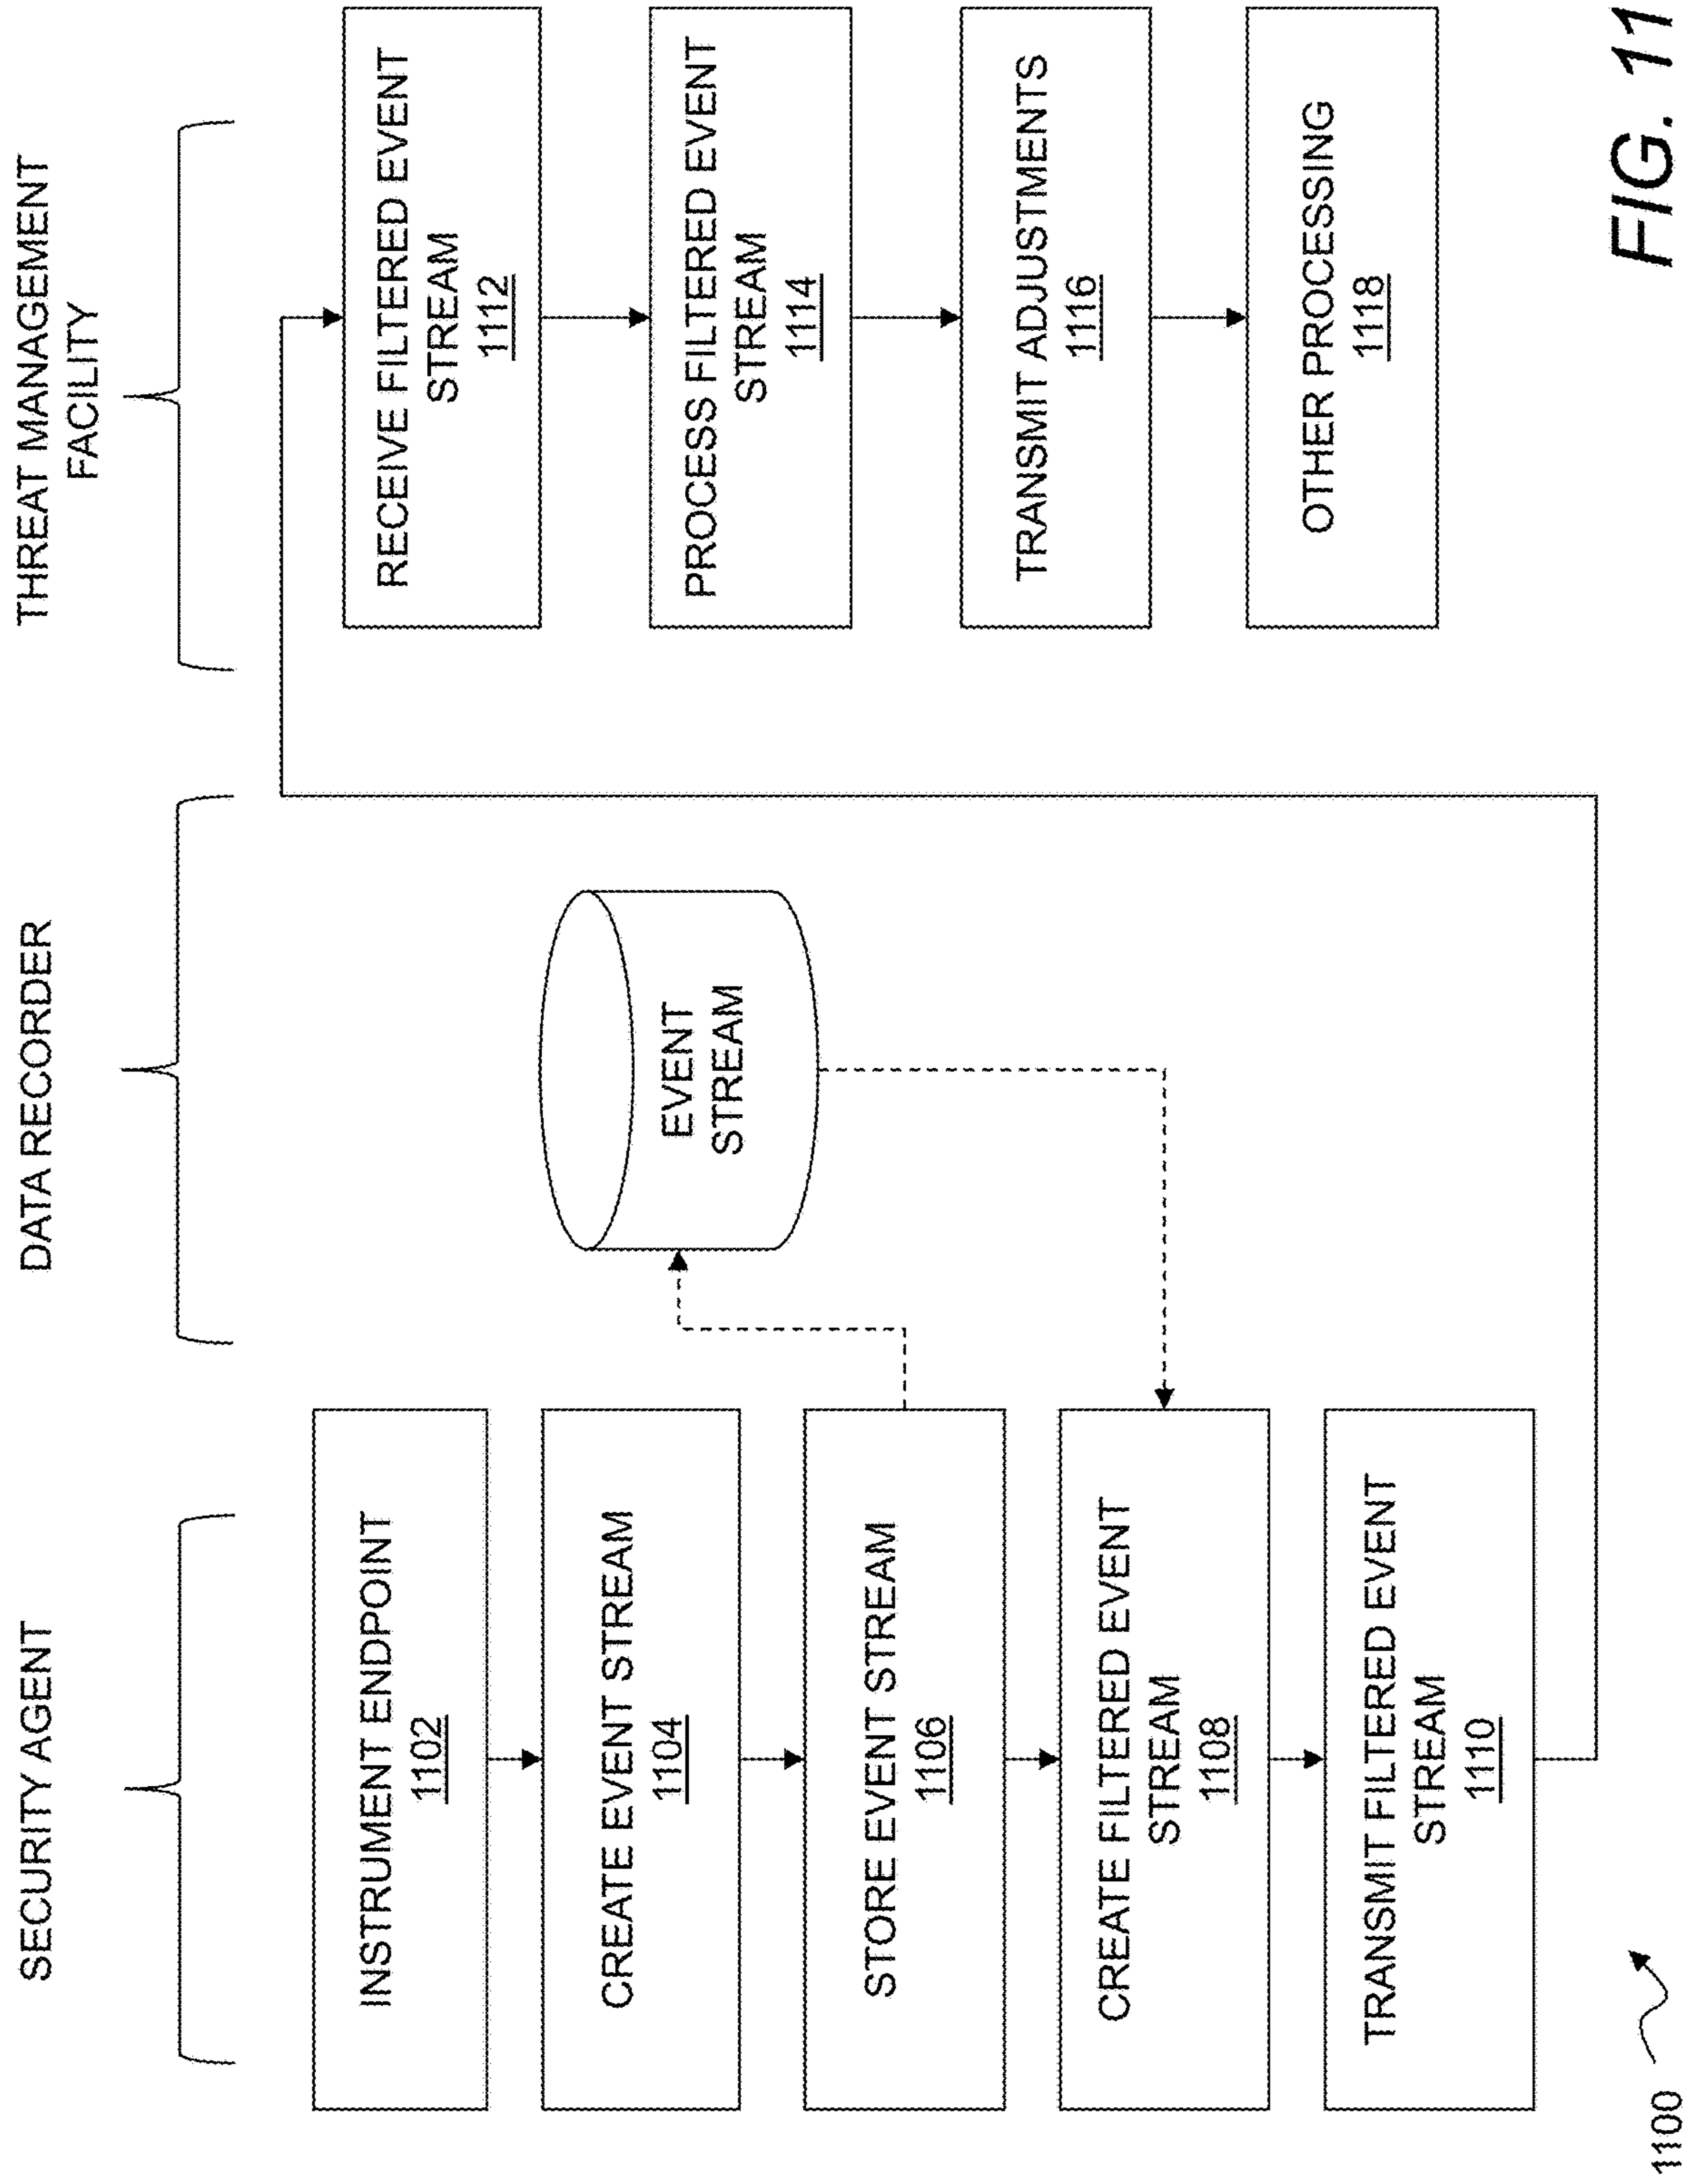 SECURITY AGENT
INSTRUMENT ENDPOINT
1102
CREATE EVENT STREAM
1104
STORE EVENT STREAM
1106
CREATE FILTERED EVENT
STREAM
1108
TRANSMIT FILTERED EVENT
STREAM
1110
DATA RECORDER
EVENT
STREAM
THREAT MANAGEMENT
FACILITY
RECEIVE FILTERED EVENT
STREAM
1112
PROCESS FILTERED EVENT
STREAM
1114
TRANSMIT ADJUSTMENTS
1116
OTHER PROCESSING
1118
1100
FIG. 11